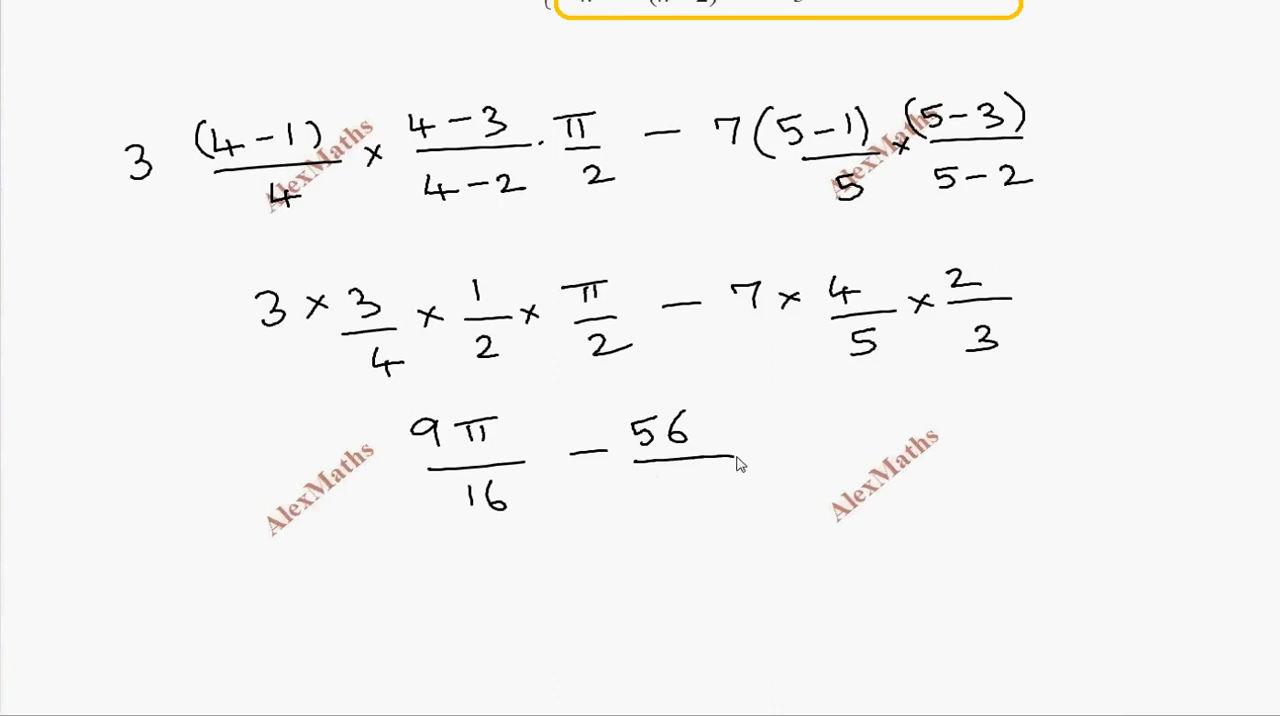 3 (4-1)/4 × 4-3/4-2 · π/2 - 7(5-1)/5 × (5-3)/5-2
3 × 3/4 × 1/2 × π/2 - 7 × 4/5 × 2/3
9π/16 - 56/
AlexMaths
AlexMaths
AlexMaths
AlexMaths